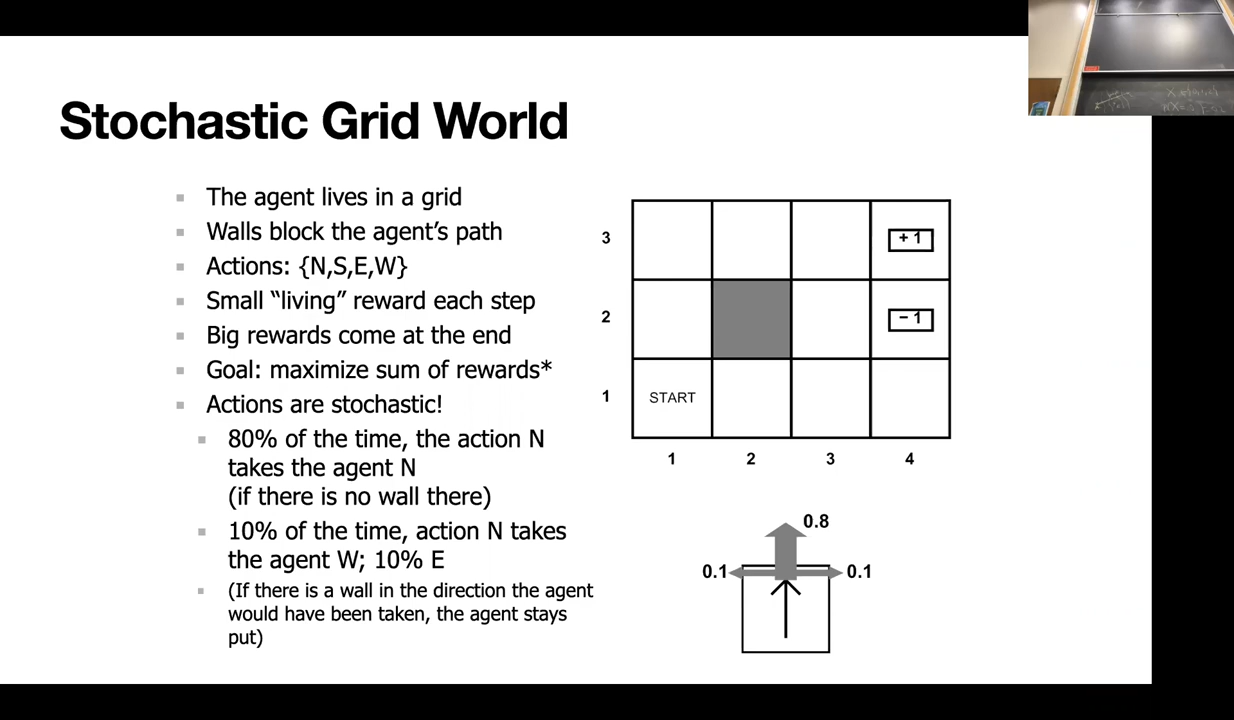 Stochastic Grid World
The agent lives in a grid
Walls block the agent’s path
Actions: {N,S,E,W}
Small “living” reward each step
Big rewards come at the end
Goal: maximize sum of rewards*
Actions are stochastic!
80% of the time, the action N
takes the agent N
(if there is no wall there)
10% of the time, action N takes
the agent W; 10% E
(If there is a wall in the direction the agent
would have been taken, the agent stays
put)
3
+ 1
2
− 1
1
START
1 2 3 4
0.8
0.1
0.1